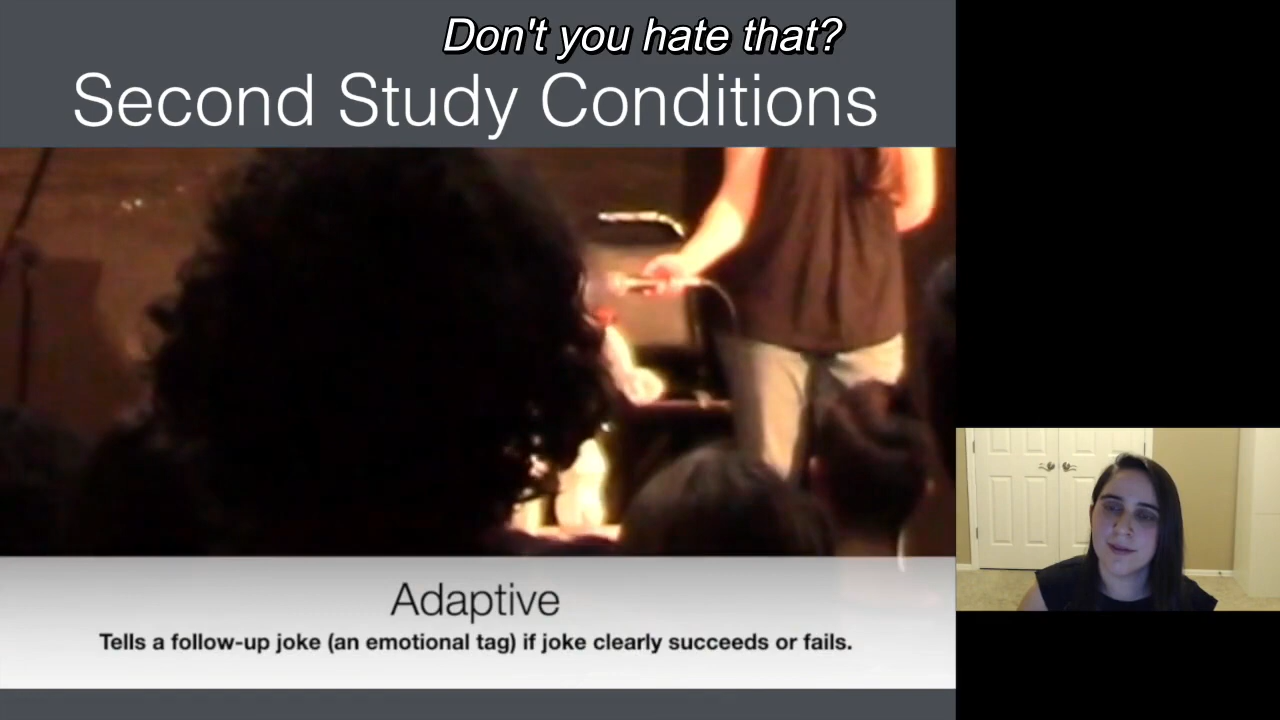 Don't you hate that?
Second Study Conditions
Adaptive
Tells a follow-up joke (an emotional tag) if joke clearly succeeds or fails.